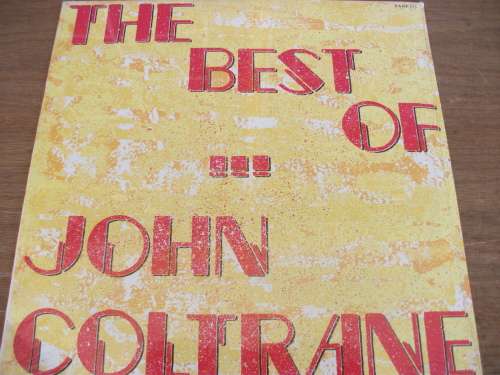 THE
BEST
OF
...
JOHN
COLTRANE